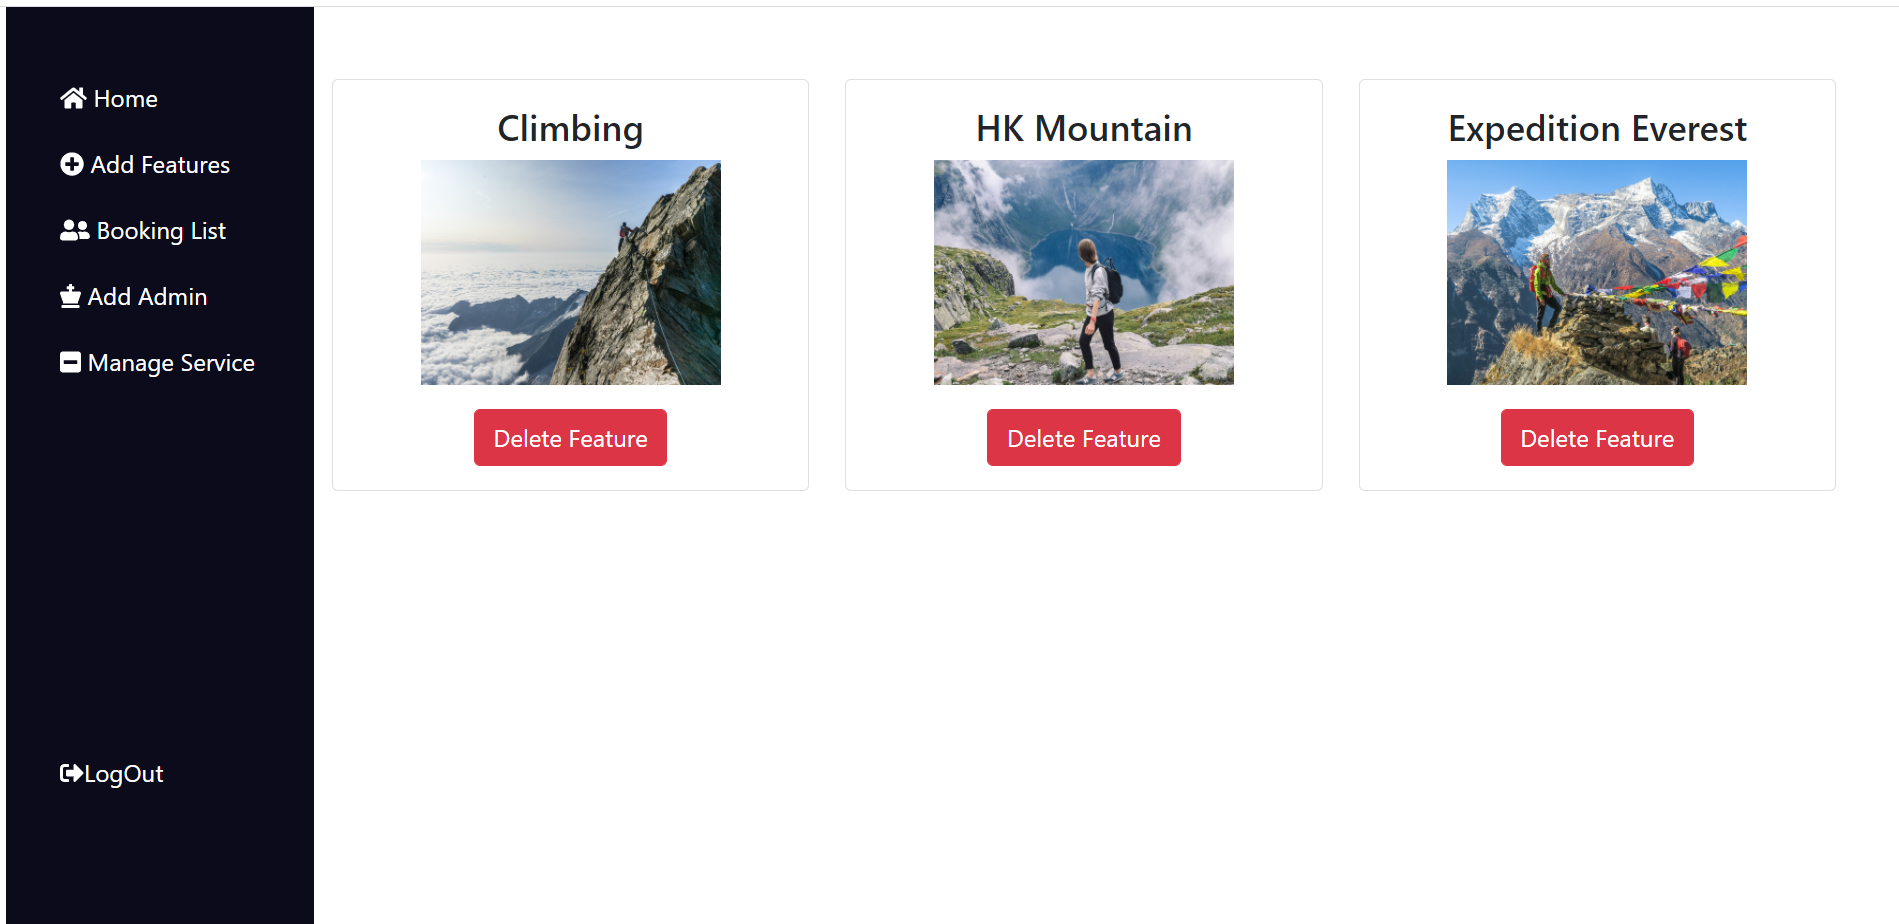 Home
Add Features
Booking List
Add Admin
Manage Service
LogOut
Climbing
Delete Feature
HK Mountain
Delete Feature
Expedition Everest
Delete Feature